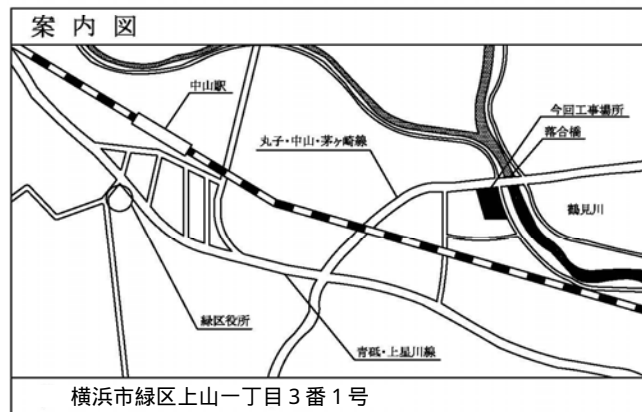 案内図
中山駅
今回工事場所
落合橋
丸子・中山・茅ヶ崎線
鶴見川
緑区役所
青砥・上星川線
横浜市緑区上山一丁目3番1号